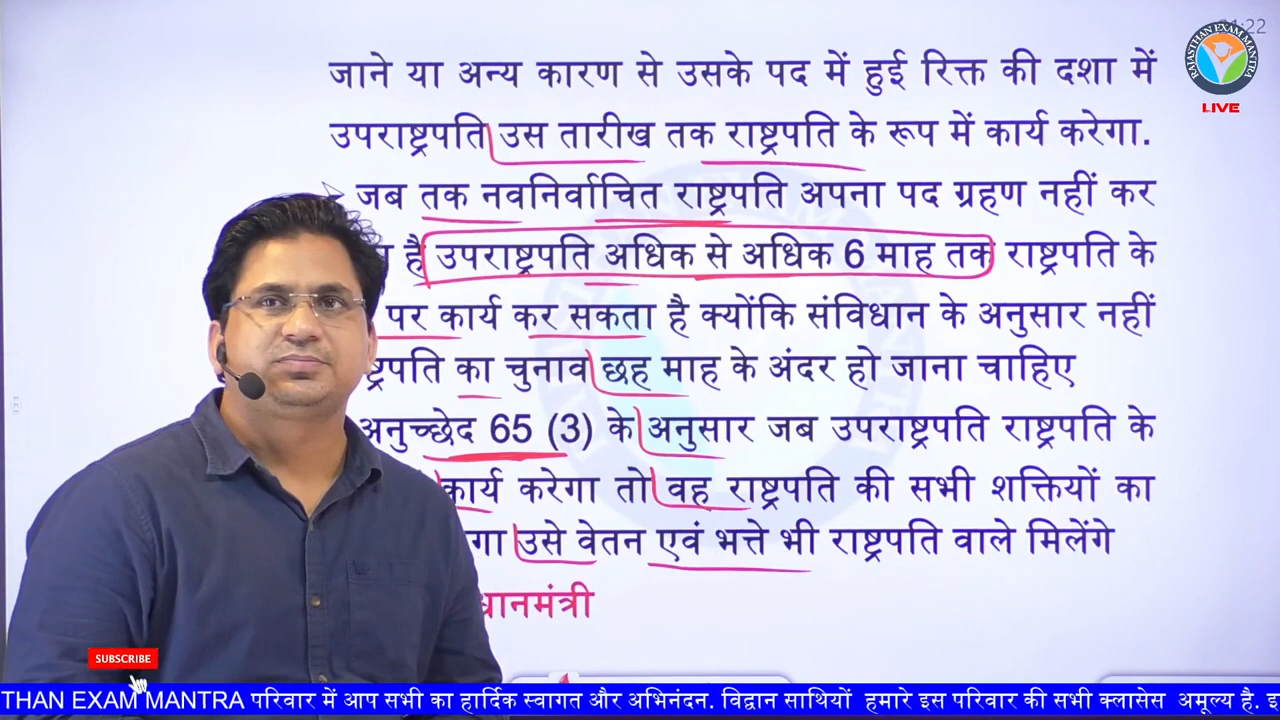 जाने या अन्य कारण से उसके पद में हुई रिक्त की दशा में
उपराष्ट्रपति उस तारीख तक राष्ट्रपति के रूप में कार्य करेगा.
जब तक नवनिर्वाचित राष्ट्रपति अपना पद ग्रहण नहीं कर
है उपराष्ट्रपति अधिक से अधिक 6 माह तक राष्ट्रपति के
पर कार्य कर सकता है क्योंकि संविधान के अनुसार नहीं
का चुनाव छह माह के अंदर हो जाना चाहिए
अनुच्छेद 65 (3) के अनुसार जब उपराष्ट्रपति राष्ट्रपति के
कार्य करेगा तो वह राष्ट्रपति की सभी शक्तियों का
उसे वेतन एवं भत्ते भी राष्ट्रपति वाले मिलेंगे
RAJASTHAN EXAM MANTRA
LIVE
SUBSCRIBE
THAN EXAM MANTRA परिवार में आप सभी का हार्दिक स्वागत और अभिनंदन. विद्वान साथियों हमारे इस परिवार की सभी क्लासेस अमूल्य है.